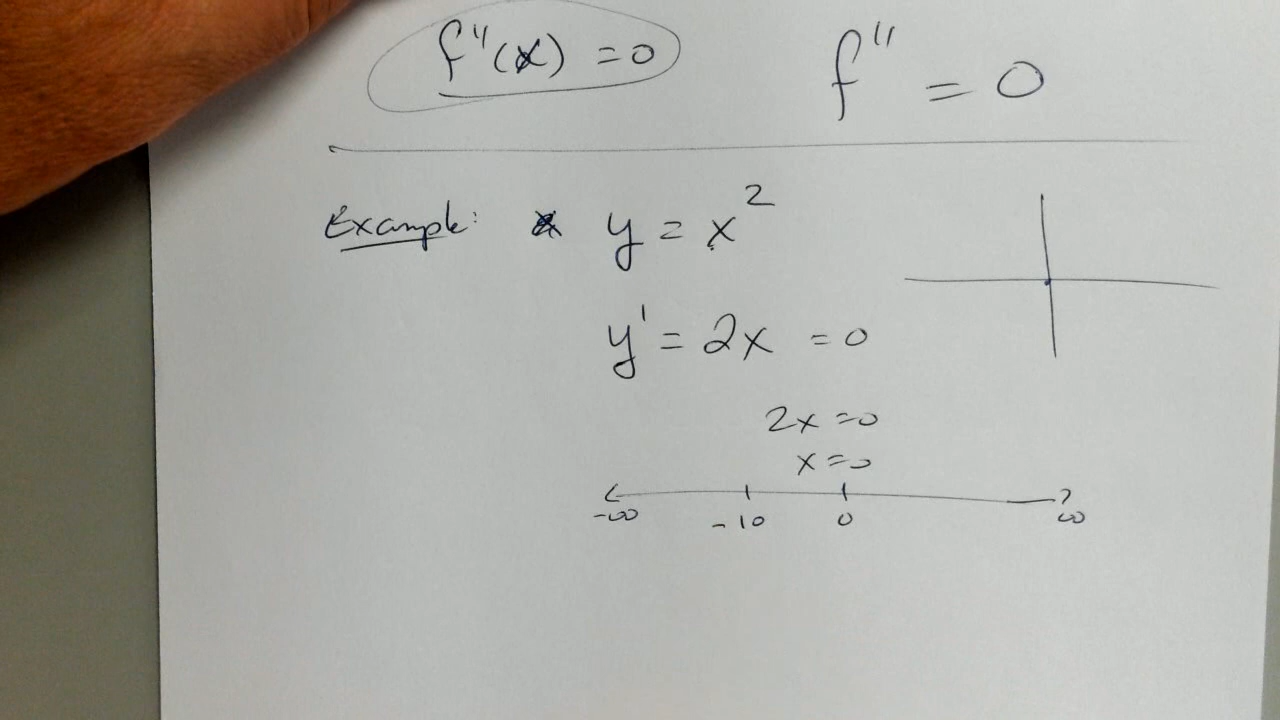 f''(x) = 0 f'' = 0
Example: y = x²
y' = 2x = 0
2x = 0
x = 0
-∞ -10 0 ∞